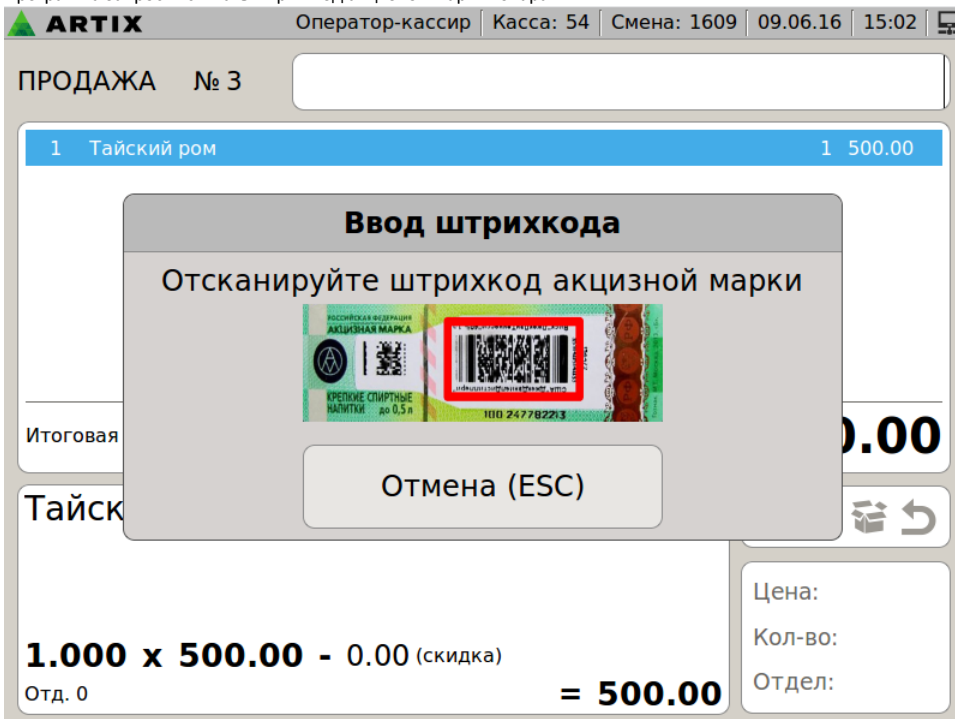 ARTIX Оператор-кассир Касса: 54 Смена: 1609 09.06.16 15:02
ПРОДАЖА № 3
1 Тайский ром 1 500.00
Ввод штрихкода
Отсканируйте штрихкод акцизной марки
РОССИЙСКАЯ ФЕДЕРАЦИЯ
АКЦИЗНАЯ МАРКА
КРЕПКИЕ СПИРТНЫЕ
НАПИТКИ до 0,5 л
100 247782213
Итоговая
.00
Отмена (ESC)
Тайск
Цена:
Кол-во:
Отдел:
1.000 x 500.00 - 0.00 (скидка)
Отд. 0
= 500.00